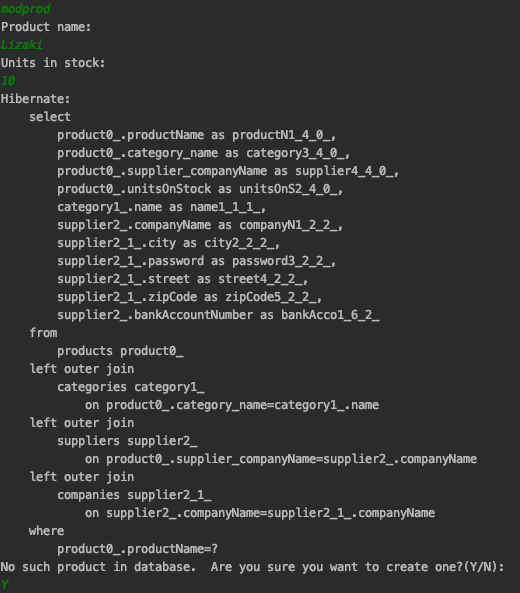 modprod
Product name:
Lizaki
Units in stock:
10
Hibernate:
    select
        product0_.productName as productN1_4_0_,
        product0_.category_name as category3_4_0_,
        product0_.supplier_companyName as supplier4_4_0_,
        product0_.unitsOnStock as unitsOnS2_4_0_,
        category1_.name as name1_1_1_,
        supplier2_.companyName as companyN1_2_2_,
        supplier2_1_.city as city2_2_2_,
        supplier2_1_.password as password3_2_2_,
        supplier2_1_.street as street4_2_2_,
        supplier2_1_.zipCode as zipCode5_2_2_,
        supplier2_.bankAccountNumber as bankAcco1_6_2_
    from
        products product0_
    left outer join
        categories category1_
            on product0_.category_name=category1_.name
    left outer join
        suppliers supplier2_
            on product0_.supplier_companyName=supplier2_.companyName
    left outer join
        companies supplier2_1_
            on supplier2_.companyName=supplier2_1_.companyName
    where
        product0_.productName=?
No such product in database.  Are you sure you want to create one?(Y/N):
Y